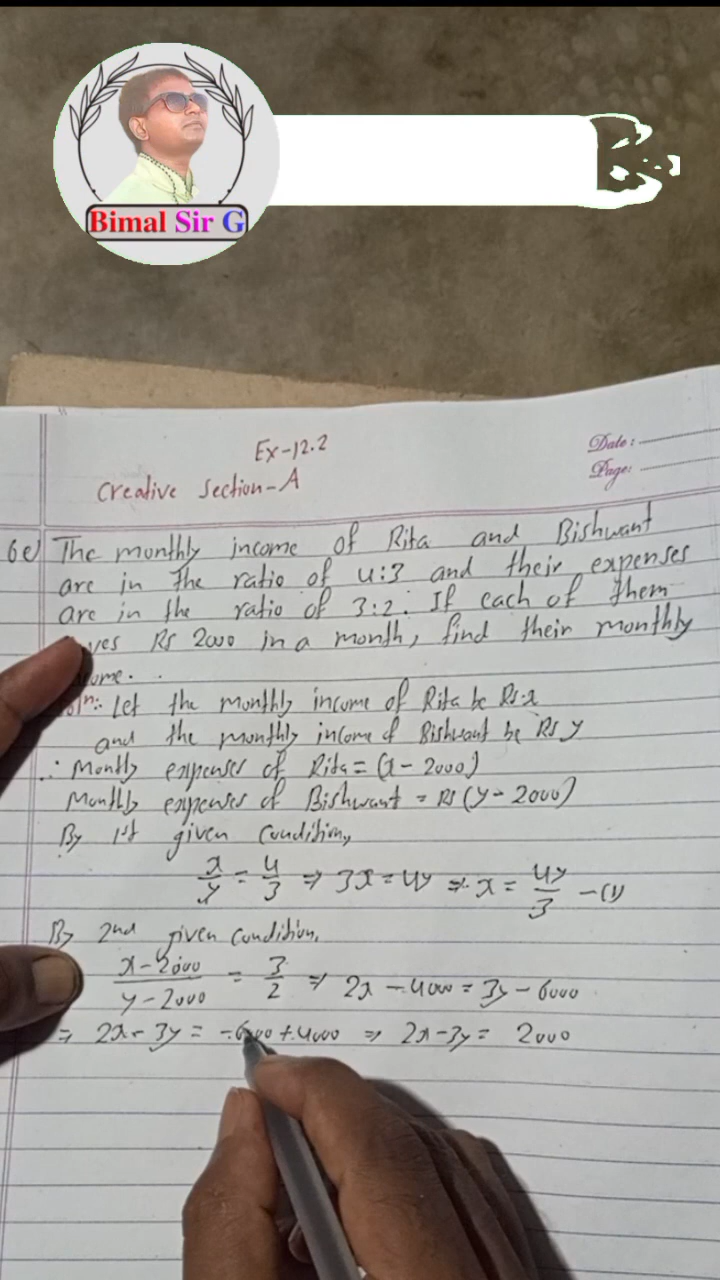 Bimal Sir G
Ex-12.2
Date:
Page:
Creative Section-A
6e) The monthly income of Rita and Bishwant
are in the ratio of 4:3 and their expenses
are in the ratio of 3:2. If each of them
Rs 2000 in a month, find their monthly
Let the monthly income of Rita be Rs.x
and the monthly income of Bishwant be Rs y
∴ Montly expenses of Rita = (x - 2000)
Monthly expenses of Bishwant = Rs (y - 2000)
By 1st given condition,
x/y = 4/3 ⇒ 3x = 4y ⇒ x = 4y/3 - (1)
By 2nd given condition,
x - 2000 / y - 2000 = 3/2 ⇒ 2x - 4000 = 3y - 6000
⇒ 2x - 3y = -6000 + 4000 ⇒ 2x - 3y = 2000